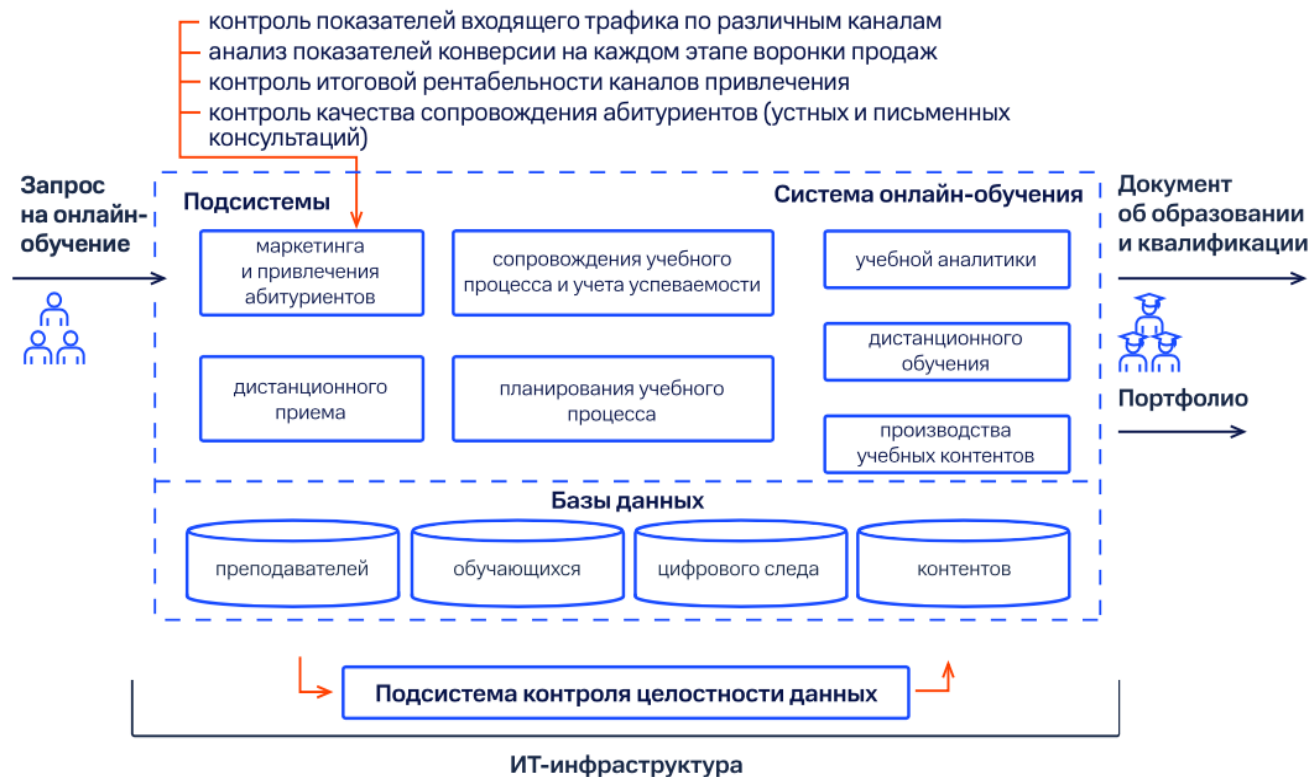 контроль показателей входящего трафика по различным каналам
анализ показателей конверсии на каждом этапе воронки продаж
контроль итоговой рентабельности каналов привлечения
контроль качества сопровождения абитуриентов (устных и письменных
консультаций)
Запрос
на онлайн-
обучение
Подсистемы
Система онлайн-обучения
маркетинга
и привлечения
абитуриентов
сопровождения учебного
процесса и учета успеваемости
учебной аналитики
дистанционного
приема
планирования учебного
процесса
дистанционного
обучения
производства
учебных контентов
Документ
об образовании
и квалификации
Портфолио
Базы данных
преподавателей
обучающихся
цифрового следа
контентов
Подсистема контроля целостности данных
ИТ-инфраструктура